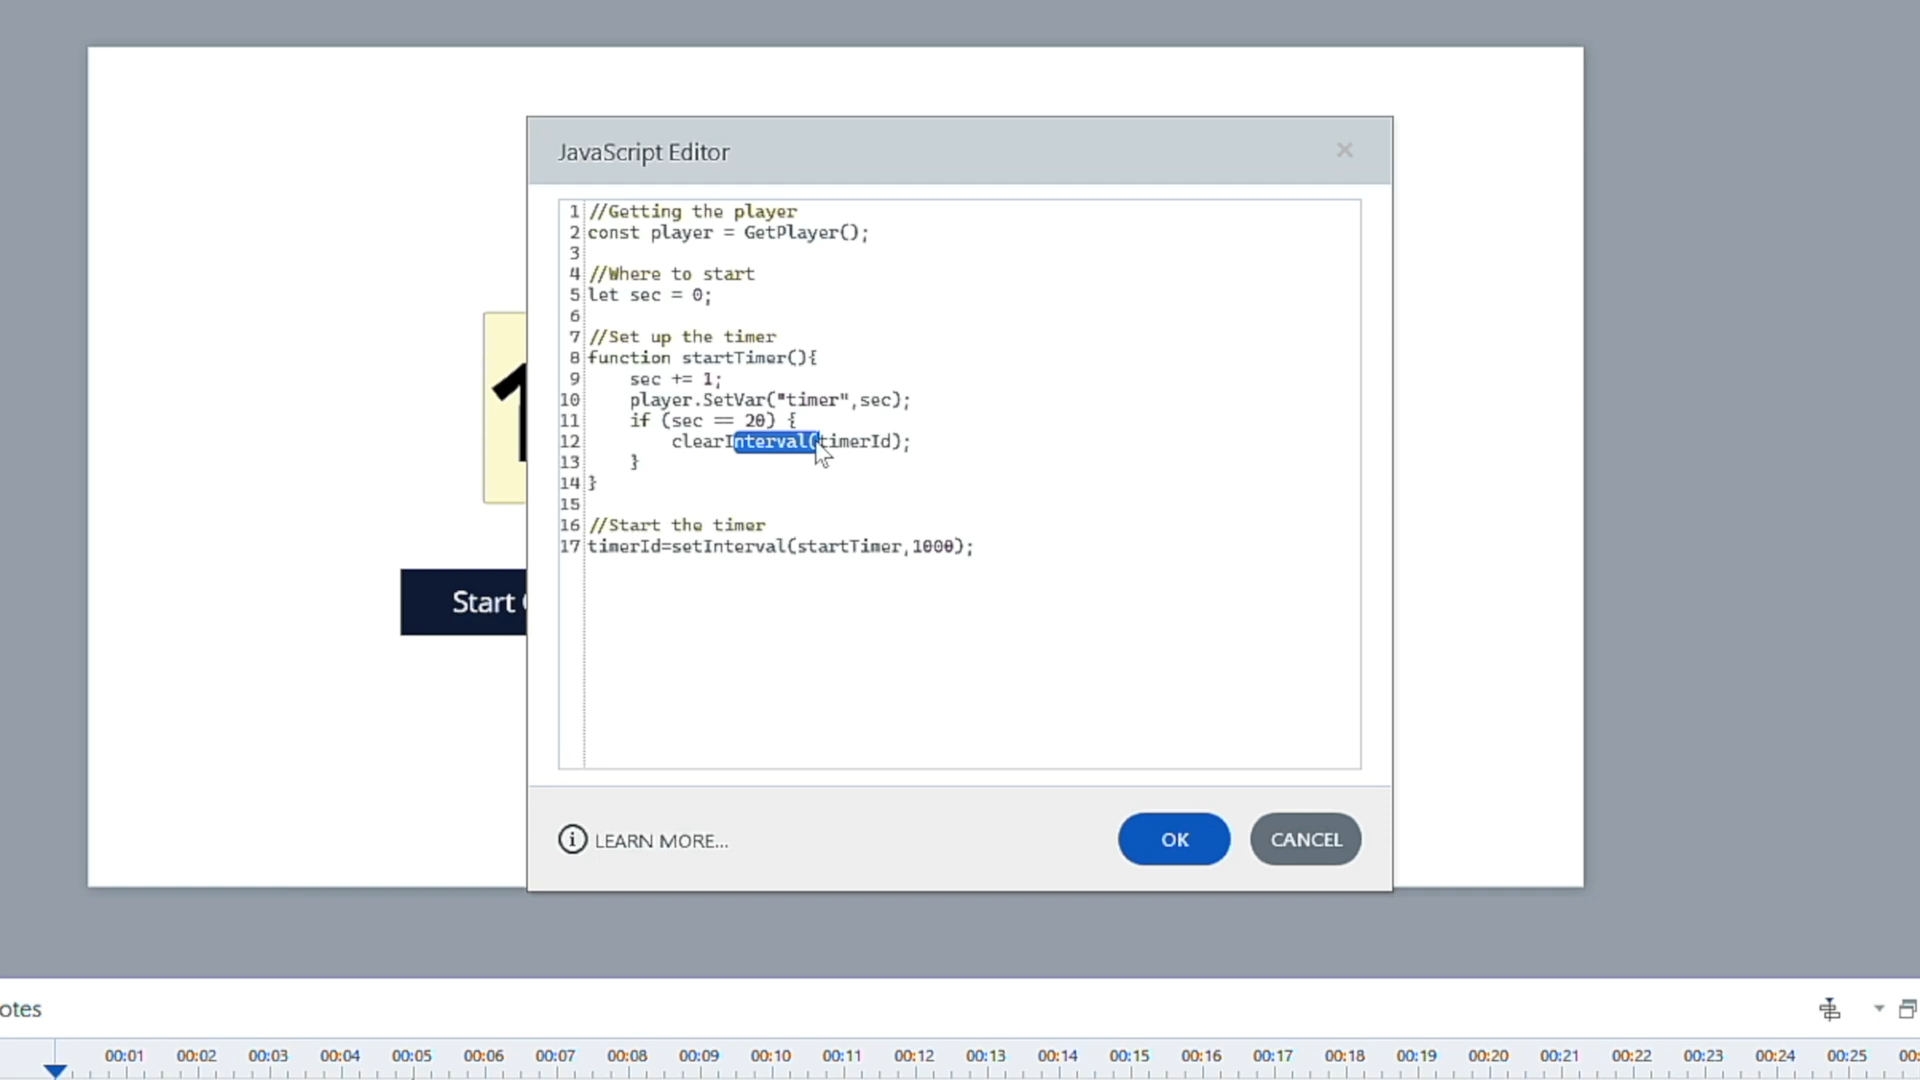 JavaScript Editor
1 //Getting the player
2 const player = GetPlayer();
3
4 //Where to start
5 let sec = 0;
6
7 //Set up the timer
8 function startTimer(){
9     sec += 1;
10     player.SetVar("timer",sec);
11     if (sec == 20) {
12         clearInterval(timerId);
13     }
14 }
15
16 //Start the timer
17 timerId=setInterval(startTimer,1000);
1
Start
LEARN MORE...
OK
CANCEL
otes
00:01 00:02 00:03 00:04 00:05 00:06 00:07 00:08 00:09 00:10 00:11 00:12 00:13 00:14 00:15 00:16 00:17 00:18 00:19 00:20 00:21 00:22 00:23 00:24 00:25 00: